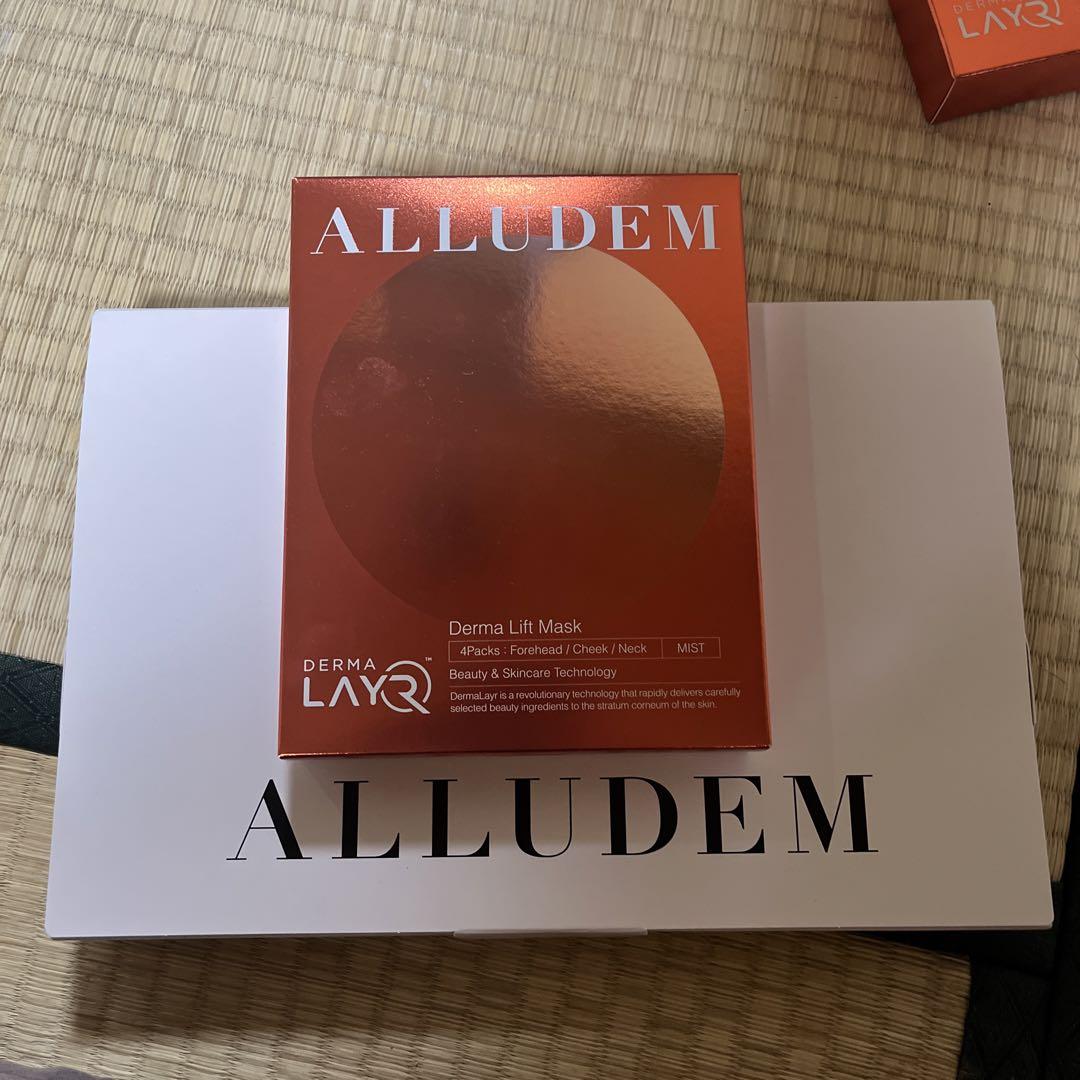 DERMA
LAYR
ALLUDEM
Derma Lift Mask
4Packs : Forehead / Cheek / Neck MIST
Beauty & Skincare Technology
DERMA
LAYR™
DermaLayr is a revolutionary technology that rapidly delivers carefully
selected beauty ingredients to the stratum corneum of the skin.
ALLUDEM